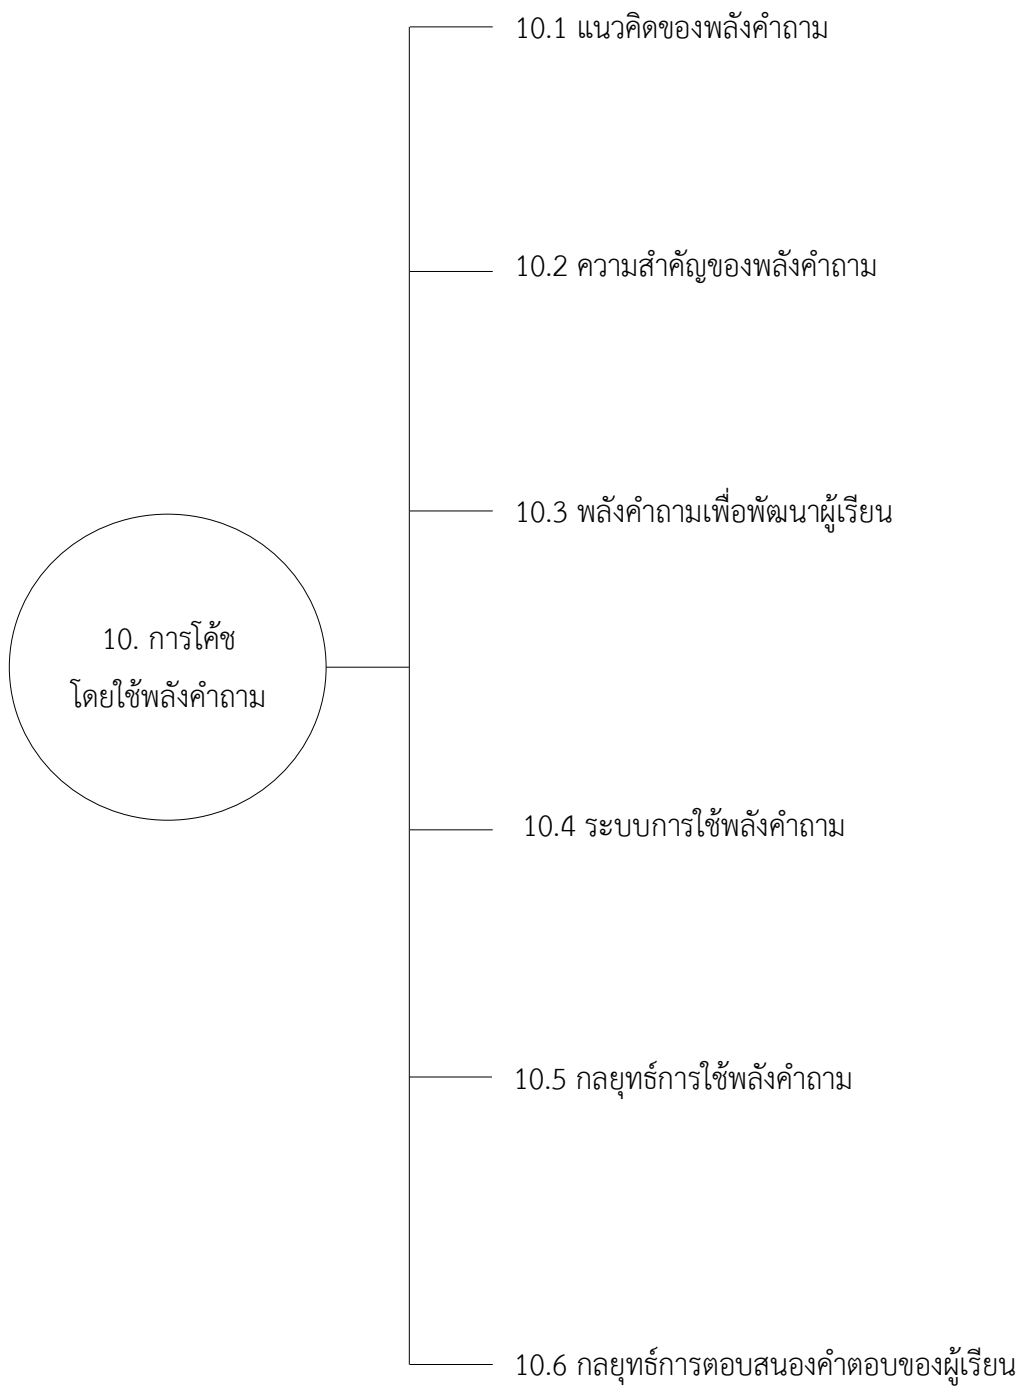 10.1 แนวคิดของพลังคำถาม
10.2 ความสำคัญของพลังคำถาม
10.3 พลังคำถามเพื่อพัฒนาผู้เรียน
10. การโค้ช
โดยใช้พลังคำถาม
10.4 ระบบการใช้พลังคำถาม
10.5 กลยุทธ์การใช้พลังคำถาม
10.6 กลยุทธ์การตอบสนองคำตอบของผู้เรียน